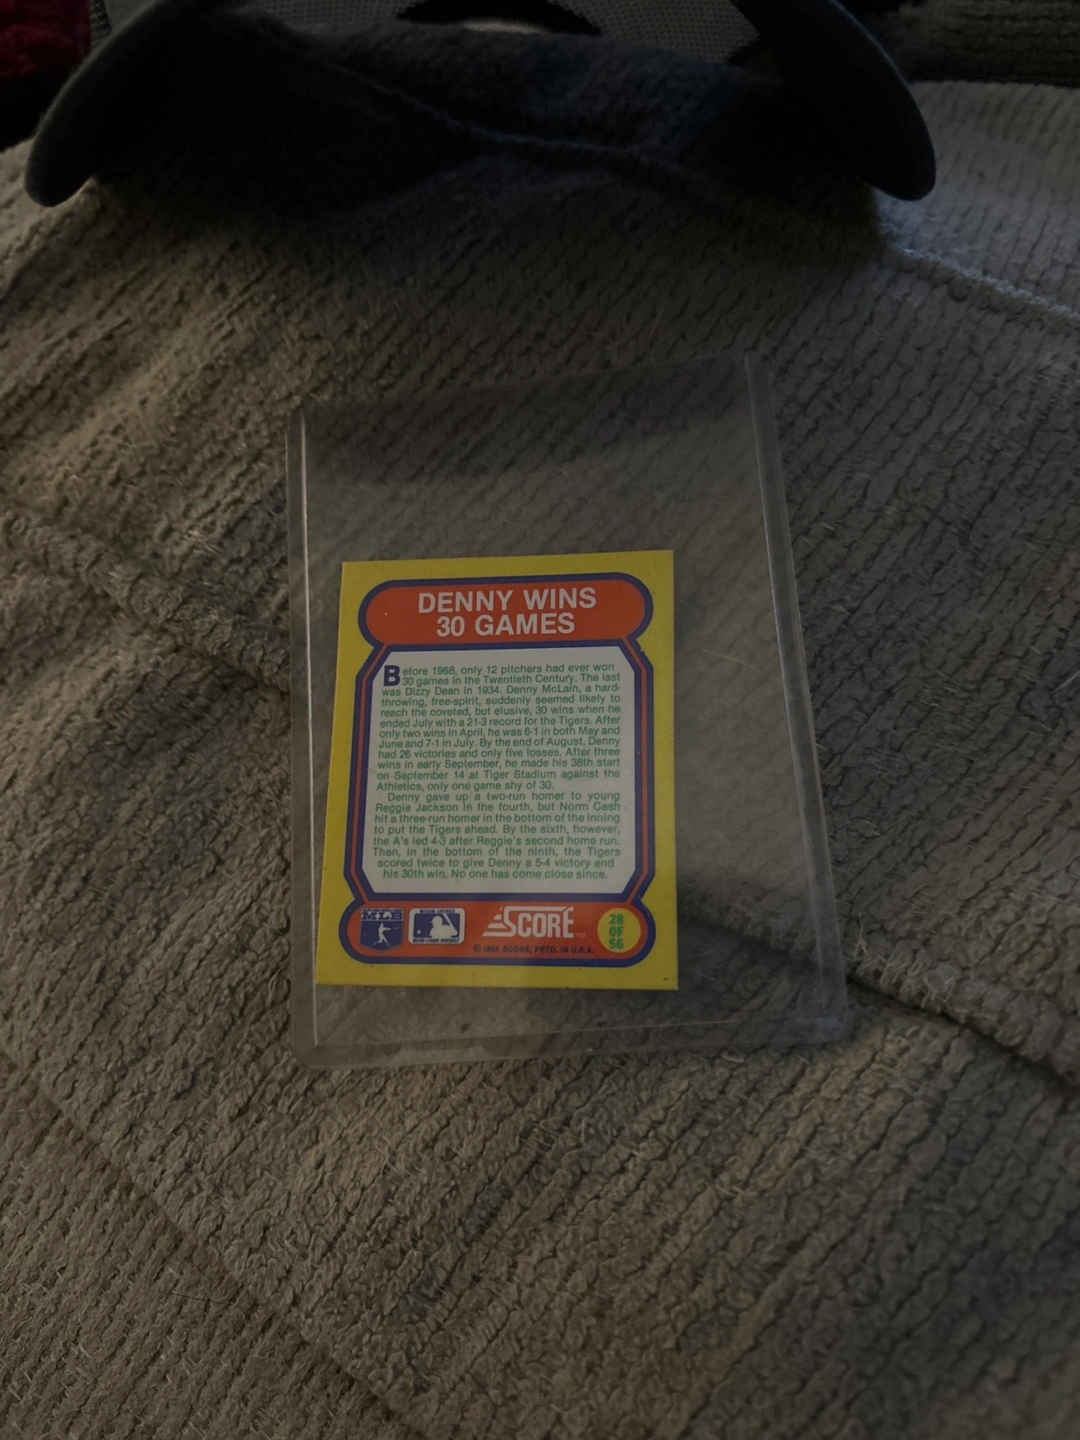 DENNY WINS
30 GAMES
Before 1968, only 12 pitchers had ever won
30 games in the Twentieth Century. The last
was Dizzy Dean in 1934. Denny McLain, a hard-
throwing, free-spirit, suddenly seemed likely to
reach the coveted, but elusive, 30 wins when he
ended July with a 21-3 record for the Tigers. After
only two wins in April, he was 6-1 in both May and
June and 7-1 in July. By the end of August, Denny
had 26 victories and only five losses. After three
wins in early September, he made his 38th start
on September 14 at Tiger Stadium against the
Athletics, only one game shy of 30.
Denny gave up a two-run homer to young
Reggie Jackson in the fourth, but Norm Cash
hit a three-run homer in the bottom of the inning
to put the Tigers ahead. By the sixth, however,
the A's led 4-3 after Reggie's second home run.
Then, in the bottom of the ninth, the Tigers
scored twice to give Denny a 5-4 victory and
his 30th win. No one has come close since.
MLB
MAJOR LEAGUE BASEBALL
SCORE™
© 1988 SCORE, PRTD. IN U.S.A.
28
OF
56